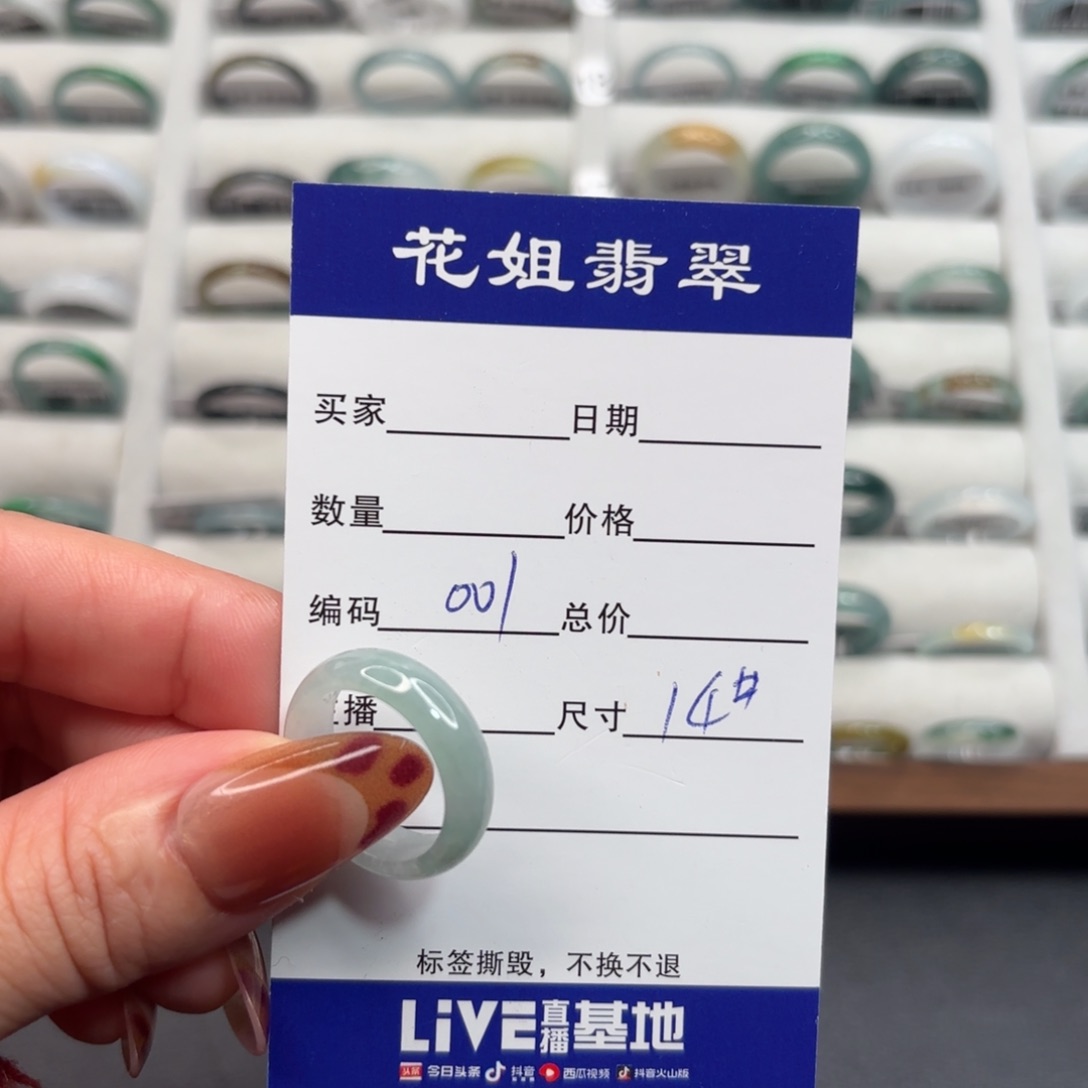 花姐翡翠
买家 日期
数量 价格
编码 001 总价
播 尺寸 14#
标签撕毁，不换不退
LiVE直播基地
头条 今日头条 抖音 西瓜视频 抖音火山版